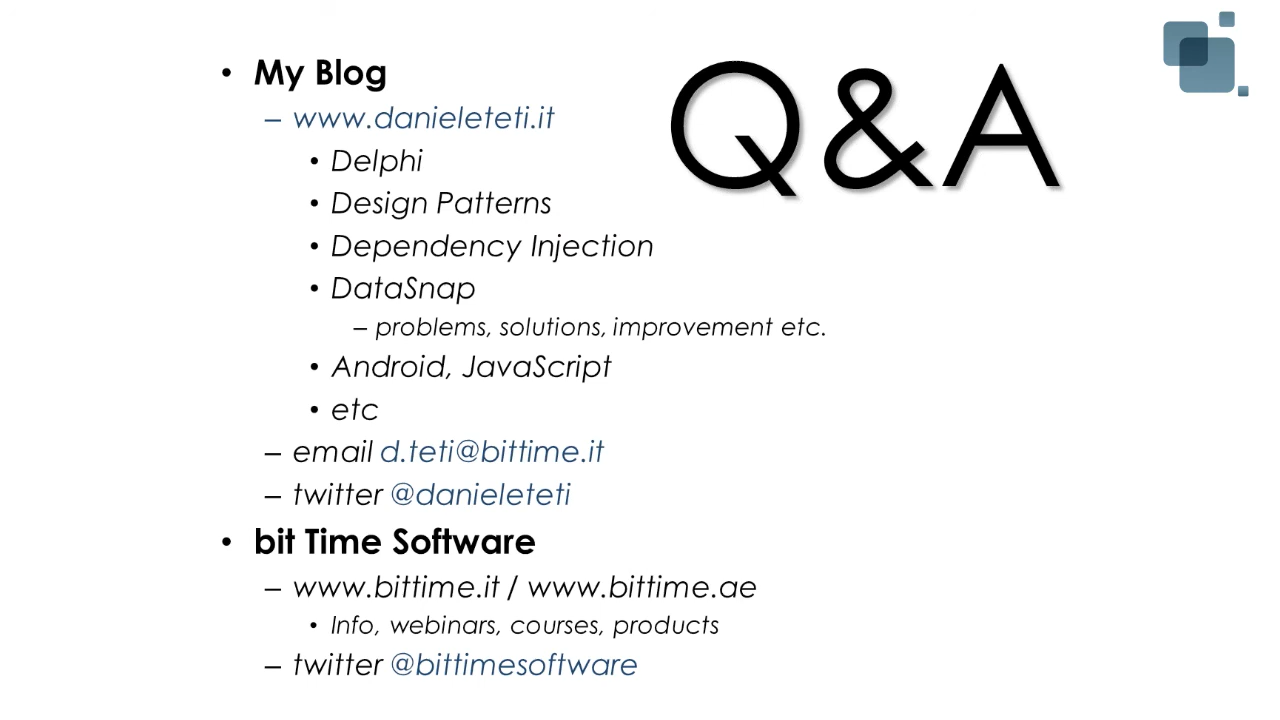 Q&A
• My Blog
– www.danieleteti.it
• Delphi
• Design Patterns
• Dependency Injection
• DataSnap
– problems, solutions, improvement etc.
• Android, JavaScript
• etc
– email d.teti@bittime.it
– twitter @danieleteti
• bit Time Software
– www.bittime.it / www.bittime.ae
• Info, webinars, courses, products
– twitter @bittimesoftware